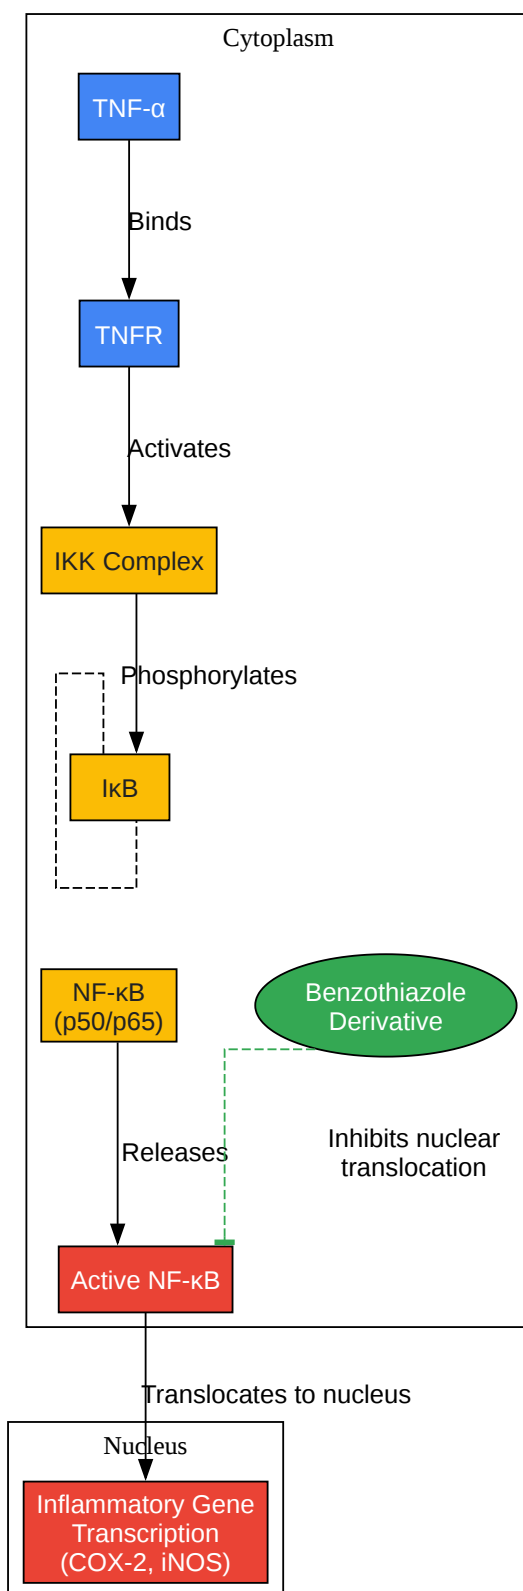 Cytoplasm
TNF-α
Binds
TNFR
Activates
IKK Complex
Phosphorylates
IκB
NF-κB
(p50/p65)
Benzothiazole
Derivative
Inhibits nuclear
translocation
Releases
Active NF-κB
Translocates to nucleus
Nucleus
Inflammatory Gene
Transcription
(COX-2, iNOS)